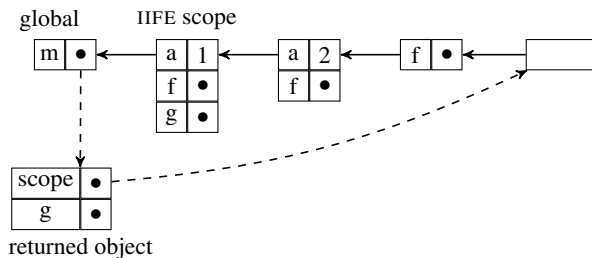 global IIFE scope
m • a 1 a 2 f •
f • f •
g •
scope •
g •
returned object